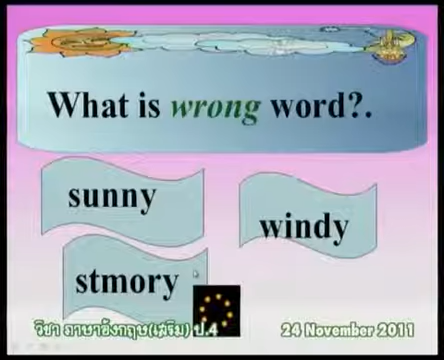 What is wrong word?.
sunny
windy
stmory
วิชา ภาษาอังกฤษ(เสริม) ป.4
24 November 2011